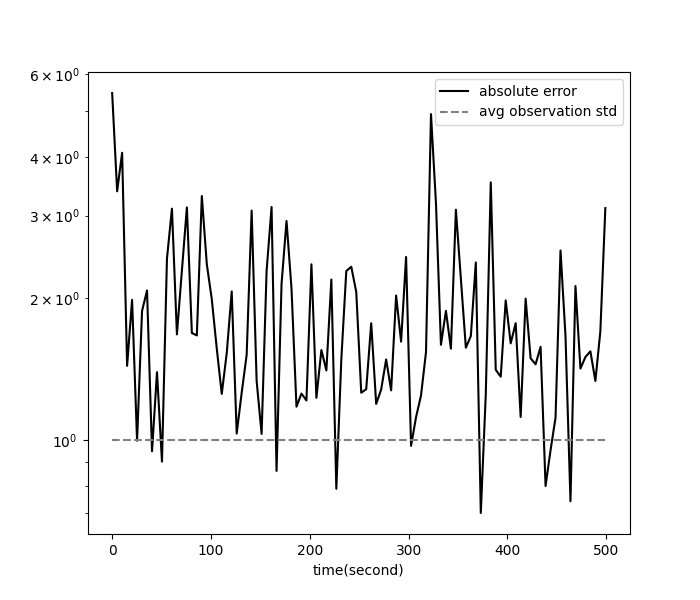 6 × 10⁰
4 × 10⁰
3 × 10⁰
2 × 10⁰
10⁰
absolute error
avg observation std
0 100 200 300 400 500
time(second)